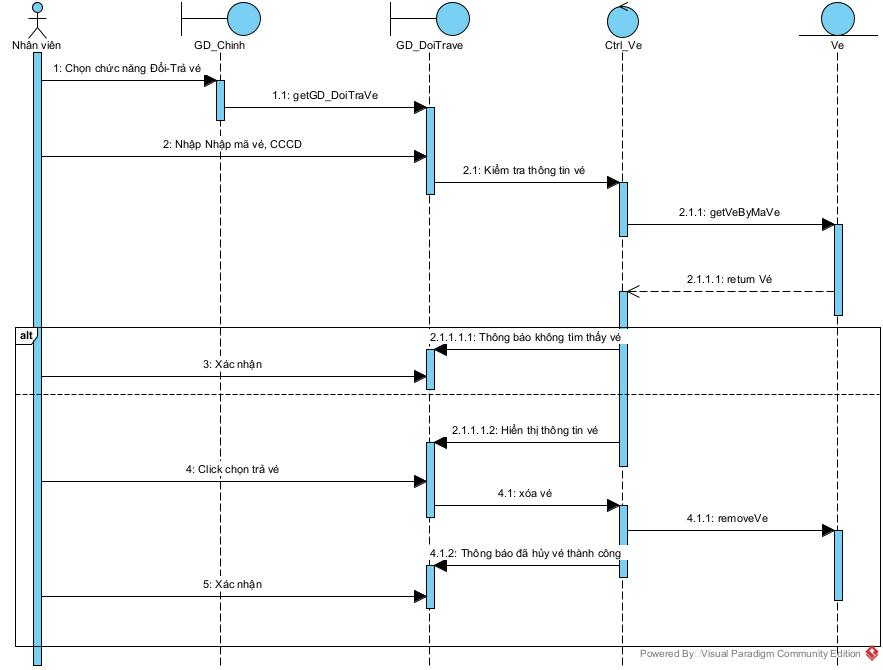 Nhân viên
GD_Chinh
GD_DoiTrave
Ctrl_Ve
Ve
1: Chọn chức năng Đổi-Trả vé
1.1: getGD_DoiTraVe
2: Nhập Nhập mã vé, CCCD
2.1: Kiểm tra thông tin vé
2.1.1: getVeByMaVe
2.1.1.1: return Vé
alt
2.1.1.1.1: Thông báo không tìm thấy vé
3: Xác nhận
2.1.1.1.2: Hiển thị thông tin vé
4: Click chọn trả vé
4.1: xóa vé
4.1.1: removeVe
4.1.2: Thông báo đã hủy vé thành công
5: Xác nhận
Powered By Visual Paradigm Community Edition